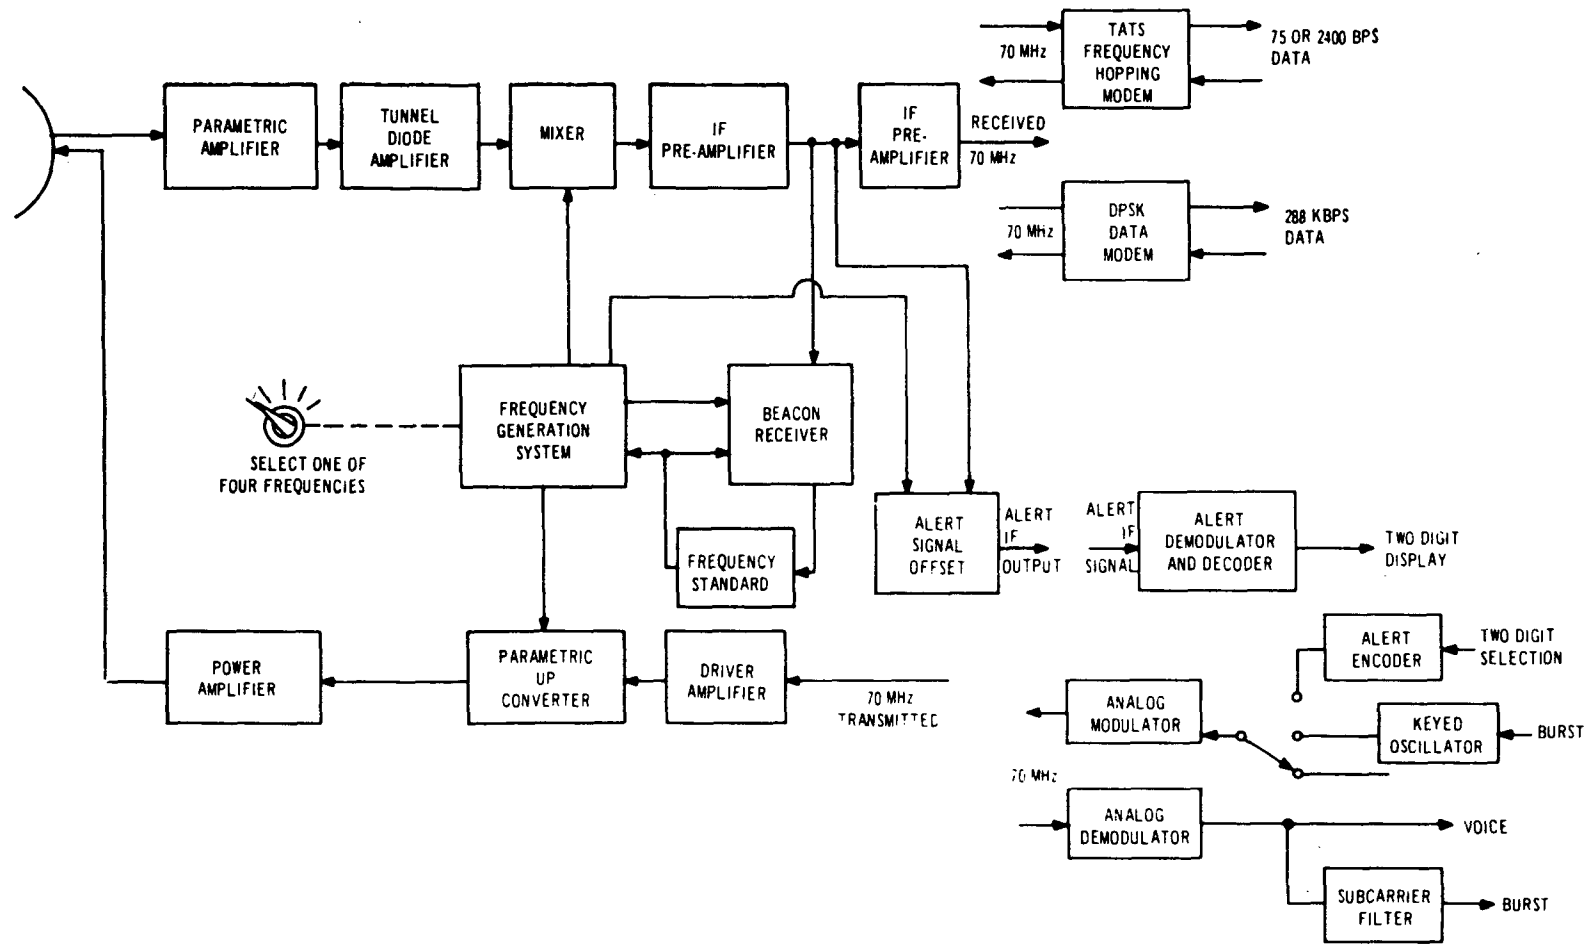 PARAMETRIC
AMPLIFIER
TUNNEL
DIODE
AMPLIFIER
MIXER
IF
PRE-AMPLIFIER
IF
PRE-
AMPLIFIER
RECEIVED
70 MHz
70 MHz
TATS
FREQUENCY
HOPPING
MODEM
75 OR 2400 BPS
DATA
70 MHz
DPSK
DATA
MODEM
288 KBPS
DATA
SELECT ONE OF
FOUR FREQUENCIES
FREQUENCY
GENERATION
SYSTEM
BEACON
RECEIVER
FREQUENCY
STANDARD
ALERT
SIGNAL
OFFSET
ALERT
IF
OUTPUT
ALERT
IF
SIGNAL
ALERT
DEMODULATOR
AND DECODER
TWO DIGIT
DISPLAY
POWER
AMPLIFIER
PARAMETRIC
UP
CONVERTER
DRIVER
AMPLIFIER
70 MHz
TRANSMITTED
ALERT
ENCODER
TWO DIGIT
SELECTION
ANALOG
MODULATOR
KEYED
OSCILLATOR
BURST
70 MHz
ANALOG
DEMODULATOR
VOICE
SUBCARRIER
FILTER
BURST